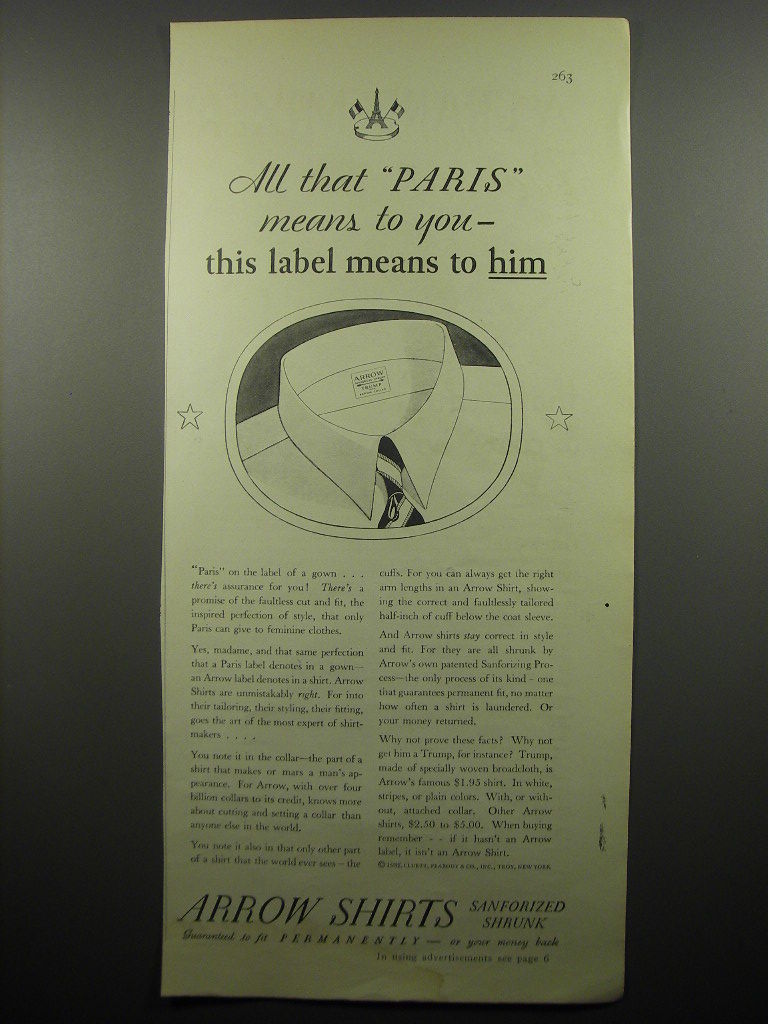 263
All that "PARIS"
means to you—
this label means to him
ARROW
TRUMP
"Paris" on the label of a gown . . .
there's assurance for you! There's a
promise of the faultless cut and fit, the
inspired perfection of style, that only
Paris can give to feminine clothes.
Yes, madame, and that same perfection
that a Paris label denotes in a gown—
an Arrow label denotes in a shirt. Arrow
Shirts are unmistakably right. For into
their tailoring, their styling, their fitting,
goes the art of the most expert of shirt-
makers . . . .
You note it in the collar—the part of a
shirt that makes or mars a man's ap-
pearance. For Arrow, with over four
billion collars to its credit, knows more
about cutting and setting a collar than
anyone else in the world.
You note it also in that only other part
of a shirt that the world ever sees—the
cuffs. For you can always get the right
arm lengths in an Arrow Shirt, show-
ing the correct and faultlessly tailored
half-inch of cuff below the coat sleeve.
And Arrow shirts stay correct in style
and fit. For they are all shrunk by
Arrow's own patented Sanforizing Pro-
cess—the only process of its kind - one
that guarantees permanent fit, no matter
how often a shirt is laundered. Or
your money returned.
Why not prove these facts? Why not
get him a Trump, for instance? Trump,
made of specially woven broadcloth, is
Arrow's famous $1.95 shirt. In white,
stripes, or plain colors. With, or with-
out, attached collar. Other Arrow
shirts, $2.50 to $5.00. When buying
remember - - if it hasn't an Arrow
label, it isn't an Arrow Shirt.
© 1932, CLUETT, PEABODY & CO., INC., TROY, NEW YORK
ARROW SHIRTS SANFORIZED
SHRUNK
Guaranteed to fit PERMANENTLY — or your money back
In using advertisements see page 6